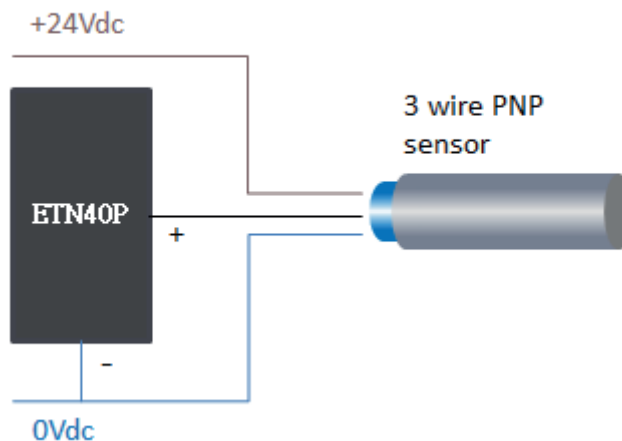 +24Vdc
3 wire PNP
sensor
ETN40P
+
-
0Vdc